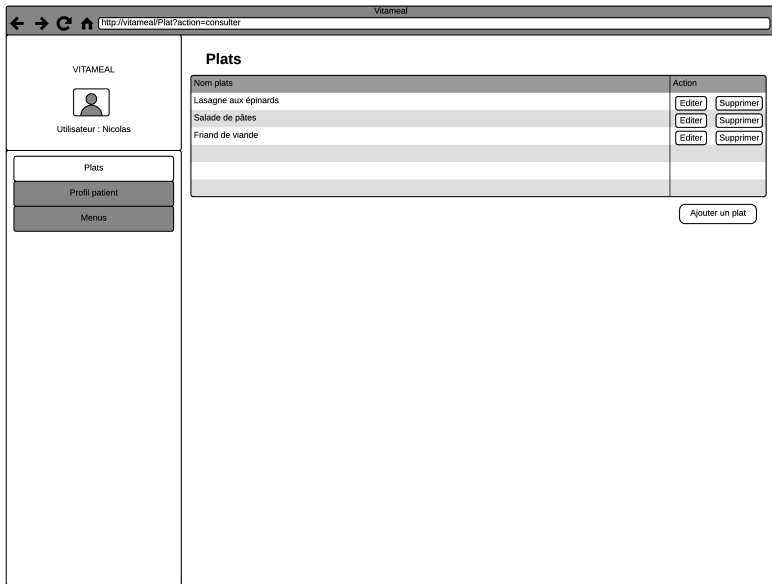 Vitameal
http://vitameal/Plat?action=consulter
VITAMEAL
Utilisateur : Nicolas
Plats
Profil patient
Menus
Plats
Nom plats Action
Lasagne aux épinards Editer Supprimer
Salade de pâtes Editer Supprimer
Friand de viande Editer Supprimer
Ajouter un plat